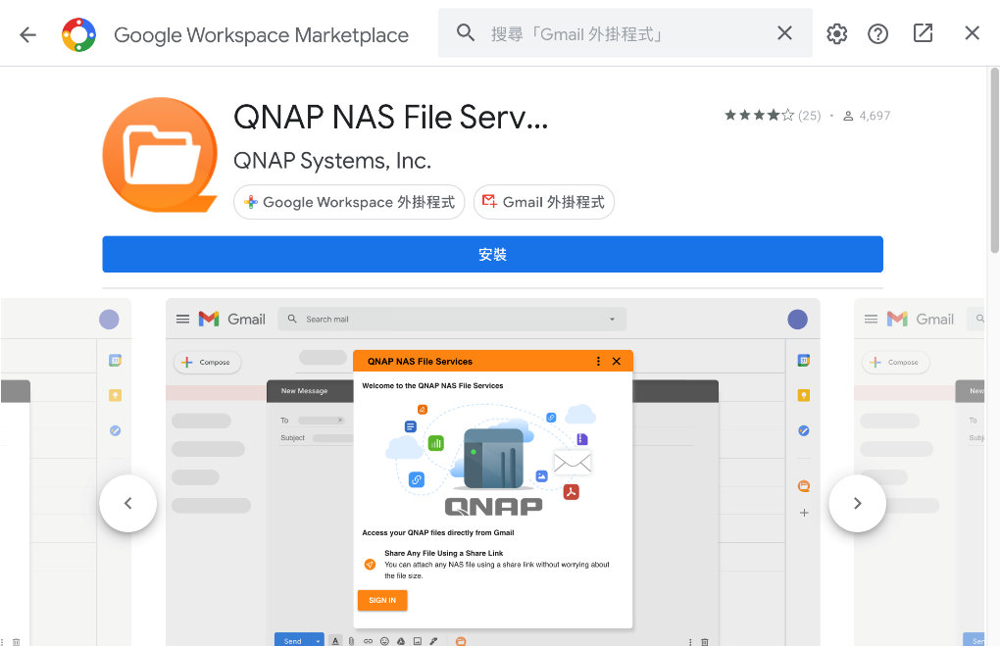 Google Workspace Marketplace
搜尋「Gmail 外掛程式」
QNAP NAS File Serv...
(25)
4,697
QNAP Systems, Inc.
Google Workspace 外掛程式
Gmail 外掛程式
安裝
Gmail
Search mail
Gmail
Compose
QNAP NAS File Services
Compose
Welcome to the QNAP NAS File Services
New Message
New
To
To
Subject
Subj
QNAP
Access your QNAP files directly from Gmail
Share Any File Using a Share Link
You can attach any NAS file using a share link without worrying about
the file size.
SIGN IN
Send
Sen